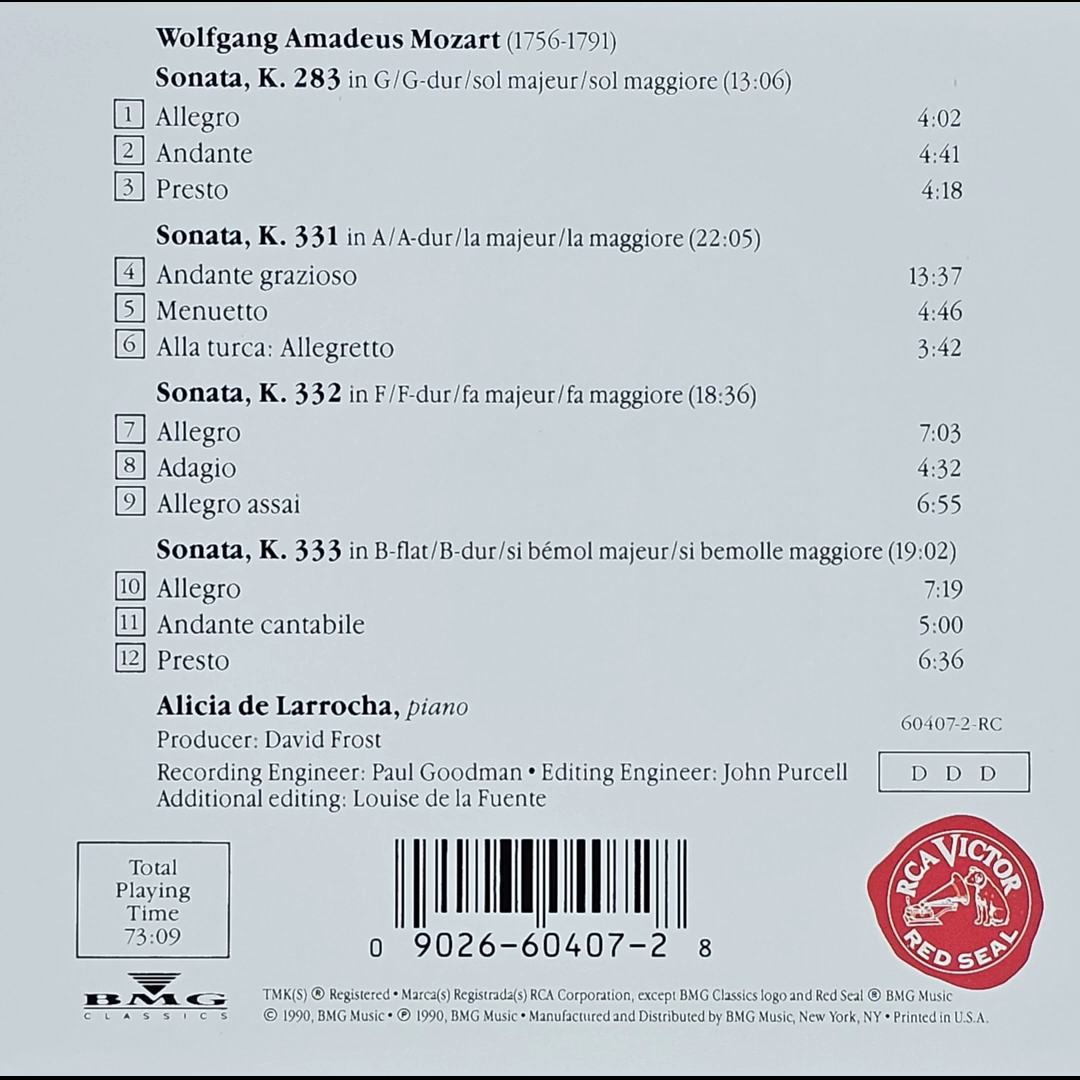 Wolfgang Amadeus Mozart (1756-1791)
Sonata, K. 283 in G/G-dur/sol majeur/sol maggiore (13:06)
1 Allegro 4:02
2 Andante 4:41
3 Presto 4:18
Sonata, K. 331 in A/A-dur/la majeur/la maggiore (22:05)
4 Andante grazioso 13:37
5 Menuetto 4:46
6 Alla turca: Allegretto 3:42
Sonata, K. 332 in F/F-dur/fa majeur/fa maggiore (18:36)
7 Allegro 7:03
8 Adagio 4:32
9 Allegro assai 6:55
Sonata, K. 333 in B-flat/B-dur/si bémol majeur/si bemolle maggiore (19:02)
10 Allegro 7:19
11 Andante cantabile 5:00
12 Presto 6:36
Alicia de Larrocha, piano
Producer: David Frost
Recording Engineer: Paul Goodman • Editing Engineer: John Purcell
Additional editing: Louise de la Fuente
60407-2-RC
D D D
Total
Playing
Time
73:09
0 9026-60407-2 8
RCA VICTOR
RED SEAL
BMG
CLASSICS
TMK(S) ® Registered • Marca(s) Registrada(s) RCA Corporation, except BMG Classics logo and Red Seal ® BMG Music
© 1990, BMG Music • ℗ 1990, BMG Music • Manufactured and Distributed by BMG Music, New York, NY • Printed in U.S.A.